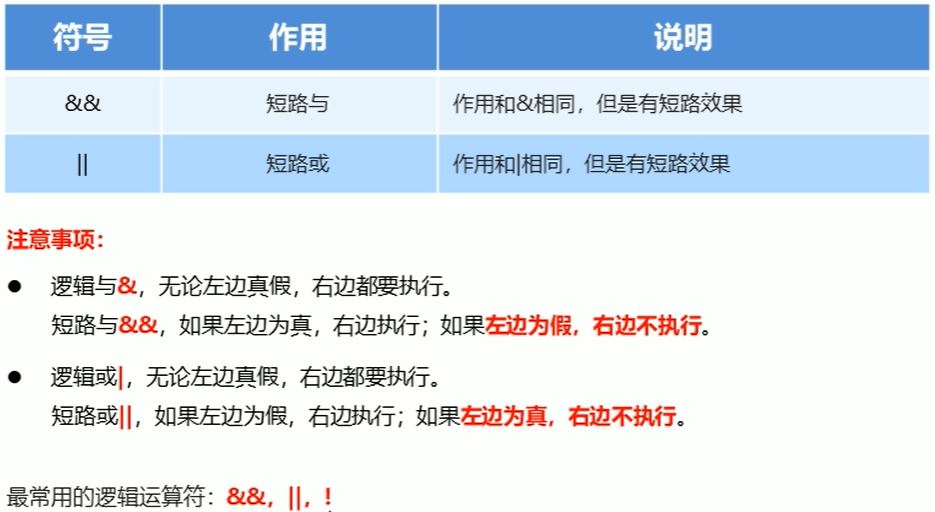 符号 作用 说明
&& 短路与 作用和&相同，但是有短路效果
|| 短路或 作用和|相同，但是有短路效果
注意事项：
● 逻辑与&，无论左边真假，右边都要执行。
短路与&&，如果左边为真，右边执行；如果左边为假，右边不执行。
● 逻辑或|，无论左边真假，右边都要执行。
短路或||，如果左边为假，右边执行；如果左边为真，右边不执行。
最常用的逻辑运算符：&&，||，!